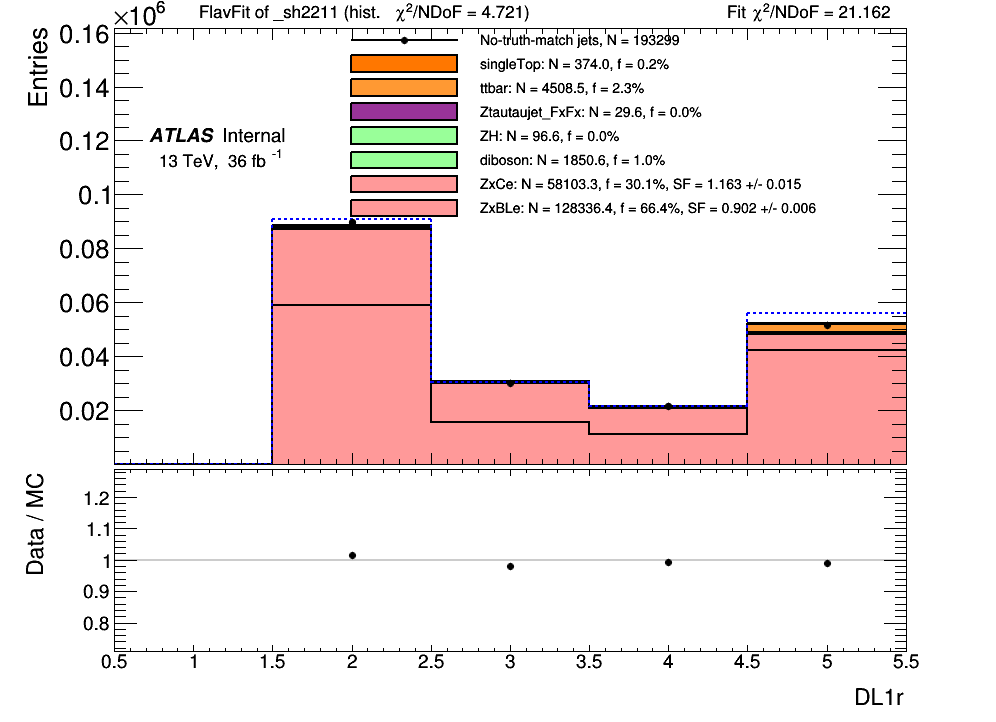 ×10⁶ FlavFit of _sh2211 (hist. χ²/NDoF = 4.721) Fit χ²/NDoF = 21.162
Entries
0.16
0.14
0.12
0.1
0.08
0.06
0.04
0.02
ATLAS Internal
13 TeV, 36 fb⁻¹
No-truth-match jets, N = 193299
singleTop: N = 374.0, f = 0.2%
ttbar: N = 4508.5, f = 2.3%
Ztautaujet_FxFx: N = 29.6, f = 0.0%
ZH: N = 96.6, f = 0.0%
diboson: N = 1850.6, f = 1.0%
ZxCe: N = 58103.3, f = 30.1%, SF = 1.163 +/- 0.015
ZxBLe: N = 128336.4, f = 66.4%, SF = 0.902 +/- 0.006
Data / MC
1.2
1.1
1
0.9
0.8
0.5 1 1.5 2 2.5 3 3.5 4 4.5 5 5.5
DL1r